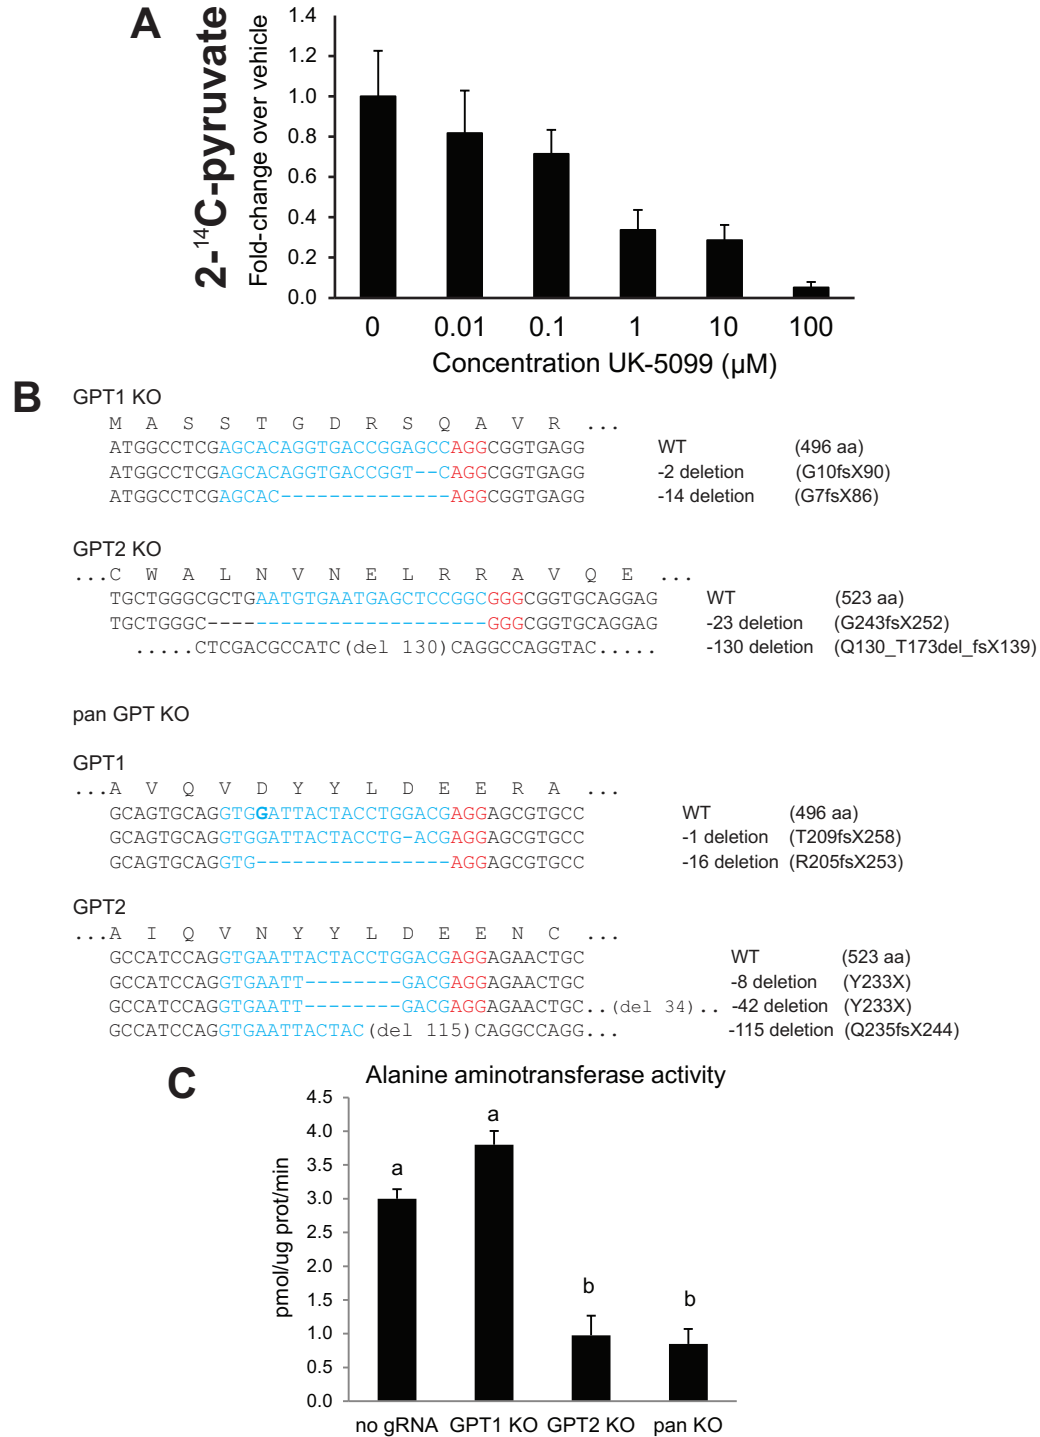 A
2-14C-pyruvate
Fold-change over vehicle
1.4
1.2
1.0
0.8
0.6
0.4
0.2
0.0
0 0.01 0.1 1 10 100
Concentration UK-5099 (µM)
B
GPT1 KO
M A S S T G D R S Q A V R ...
ATGGCCTCGAGCACAGGTGACCGGAGCCAGGCGGTGAGG WT (496 aa)
ATGGCCTCGAGCACAGGTGACCGGT--CAGGCGGTGAGG -2 deletion (G10fsX90)
ATGGCCTCGAGCAC--------------AGGCGGTGAGG -14 deletion (G7fsX86)
GPT2 KO
...C W A L N V N E L R R A V Q E ...
TGCTGGGCGCTGAATGTGAATGAGCTCCGGCGGGCGGTGCAGGAG WT (523 aa)
TGCTGGGC-----------------------GGGCGGTGCAGGAG -23 deletion (G243fsX252)
.....CTCGACGCCATC(del 130)CAGGCCAGGTAC..... -130 deletion (Q130_T173del_fsX139)
pan GPT KO
GPT1
...A V Q V D Y Y L D E E R A ...
GCAGTGCAGGTGGATTACTACCTGGACGAGGAGCGTGCC WT (496 aa)
GCAGTGCAGGTGGATTACTACCTG-ACGAGGAGCGTGCC -1 deletion (T209fsX258)
GCAGTGCAGGTG----------------AGGAGCGTGCC -16 deletion (R205fsX253)
GPT2
...A I Q V N Y Y L D E E N C ...
GCCATCCAGGTGAATTACTACCTGGACGAGGAGAACTGC WT (523 aa)
GCCATCCAGGTGAATT--------GACGAGGAGAACTGC -8 deletion (Y233X)
GCCATCCAGGTGAATT--------GACGAGGAGAACTGC..(del 34).. -42 deletion (Y233X)
GCCATCCAGGTGAATTACTAC(del 115)CAGGCCAGG... -115 deletion (Q235fsX244)
C
Alanine aminotransferase activity
pmol/ug prot/min
4.5
4.0
3.5
3.0
2.5
2.0
1.5
1.0
0.5
0.0
a a b b
no gRNA GPT1 KO GPT2 KO pan KO